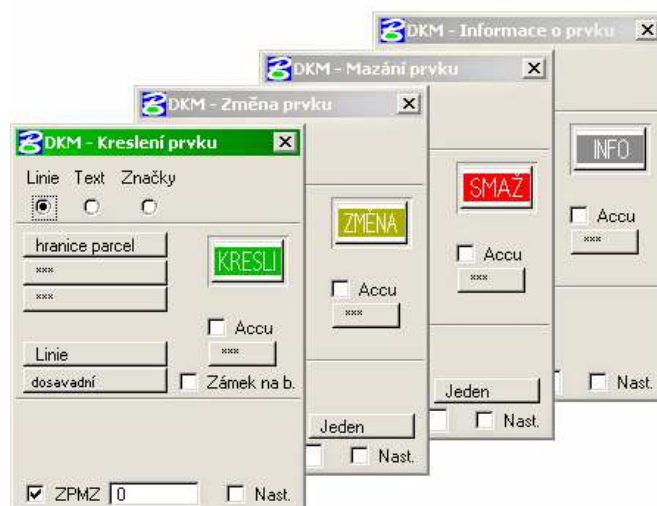 DKM - Informace o prvku
DKM - Mazání prvku
DKM - Změna prvku
DKM - Kreslení prvku
Linie Text Značky
hranice parcel
***
***
KRESLI
Accu
***
Linie
dosavadní
Zámek na b.
ZPMZ 0
Nast.
ZMĚNA
Accu
***
Jeden
Nast.
SMAŽ
Accu
***
Jeden
Nast.
INFO
Accu
***
Nast.